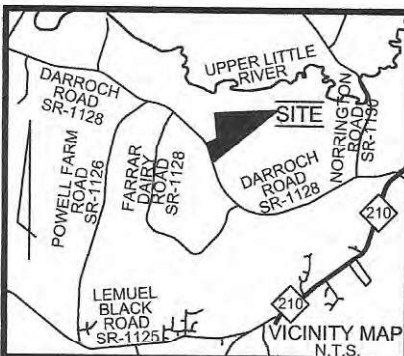 UPPER LITTLE
RIVER
DARROCH
ROAD
SR-1128
SITE
NORRINGTON
ROAD
SR-1130
POWELL FARM
ROAD
SR-1126
FARRAR
DAIRY
ROAD
SR-1128
DARROCH
ROAD
SR-1128
210
LEMUEL
BLACK
ROAD
SR-1125
210
VICINITY MAP
N.T.S.